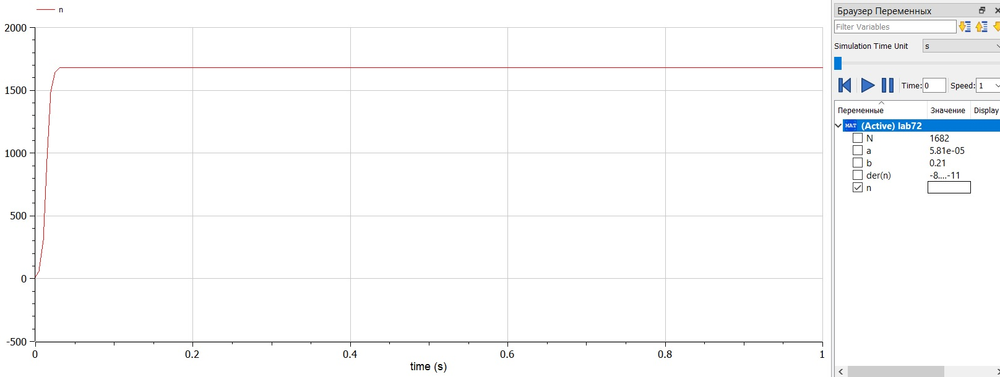 n
2000
1500
1000
500
0
-500
0 0.2 0.4 0.6 0.8 1
time (s)
Браузер Переменных
Filter Variables
Simulation Time Unit s
Time: 0 Speed: 1
Переменные Значение Display
MAT (Active) lab72
N 1682
a 5.81e-05
b 0.21
der(n) -8....-11
n